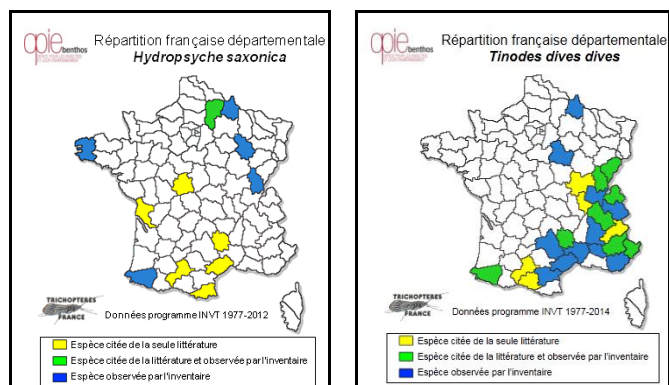 opie/benthos
Répartition française départementale
Hydropsyche saxonica
TRICHOPTERES
DE FRANCE
Données programme INVT 1977-2012
Espèce citée de la seule littérature
Espèce citée de la littérature et observée par l'inventaire
Espèce observée par l'inventaire
opie/benthos
Répartition française départementale
Tinodes dives dives
TRICHOPTERES
DE FRANCE
Données programme INVT 1977-2014
Espèce citée de la seule littérature
Espèce citée de la littérature et observée par l'inventaire
Espèce observée par l'inventaire